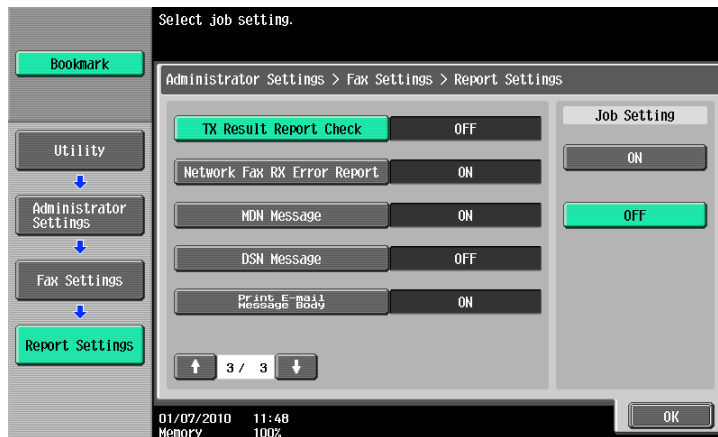 Select job setting.
Bookmark
Administrator Settings > Fax Settings > Report Settings
Utility
Administrator
Settings
Fax Settings
Report Settings
TX Result Report Check OFF
Network Fax RX Error Report ON
MDN Message ON
DSN Message OFF
Print E-mail
Message Body ON
3/ 3
Job Setting
ON
OFF
01/07/2010 11:48
Memory 100%
OK